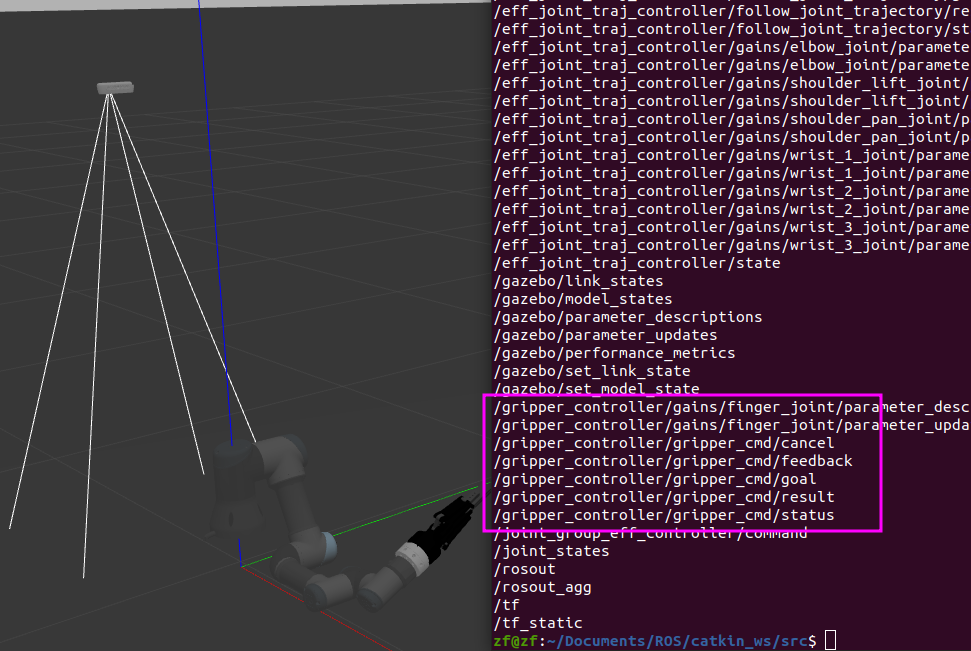 /eff_joint_traj_controller/follow_joint_trajectory/re
/eff_joint_traj_controller/follow_joint_trajectory/st
/eff_joint_traj_controller/gains/elbow_joint/paramete
/eff_joint_traj_controller/gains/elbow_joint/paramete
/eff_joint_traj_controller/gains/shoulder_lift_joint/
/eff_joint_traj_controller/gains/shoulder_lift_joint/
/eff_joint_traj_controller/gains/shoulder_pan_joint/p
/eff_joint_traj_controller/gains/shoulder_pan_joint/p
/eff_joint_traj_controller/gains/wrist_1_joint/parame
/eff_joint_traj_controller/gains/wrist_1_joint/parame
/eff_joint_traj_controller/gains/wrist_2_joint/parame
/eff_joint_traj_controller/gains/wrist_2_joint/parame
/eff_joint_traj_controller/gains/wrist_3_joint/parame
/eff_joint_traj_controller/gains/wrist_3_joint/parame
/eff_joint_traj_controller/state
/gazebo/link_states
/gazebo/model_states
/gazebo/parameter_descriptions
/gazebo/parameter_updates
/gazebo/performance_metrics
/gazebo/set_link_state
/gazebo/set_model_state
/gripper_controller/gains/finger_joint/parameter_desc
/gripper_controller/gains/finger_joint/parameter_upda
/gripper_controller/gripper_cmd/cancel
/gripper_controller/gripper_cmd/feedback
/gripper_controller/gripper_cmd/goal
/gripper_controller/gripper_cmd/result
/gripper_controller/gripper_cmd/status
/joint_group_eff_controller/command
/joint_states
/rosout
/rosout_agg
/tf
/tf_static
zf@zf:~/Documents/ROS/catkin_ws/src$